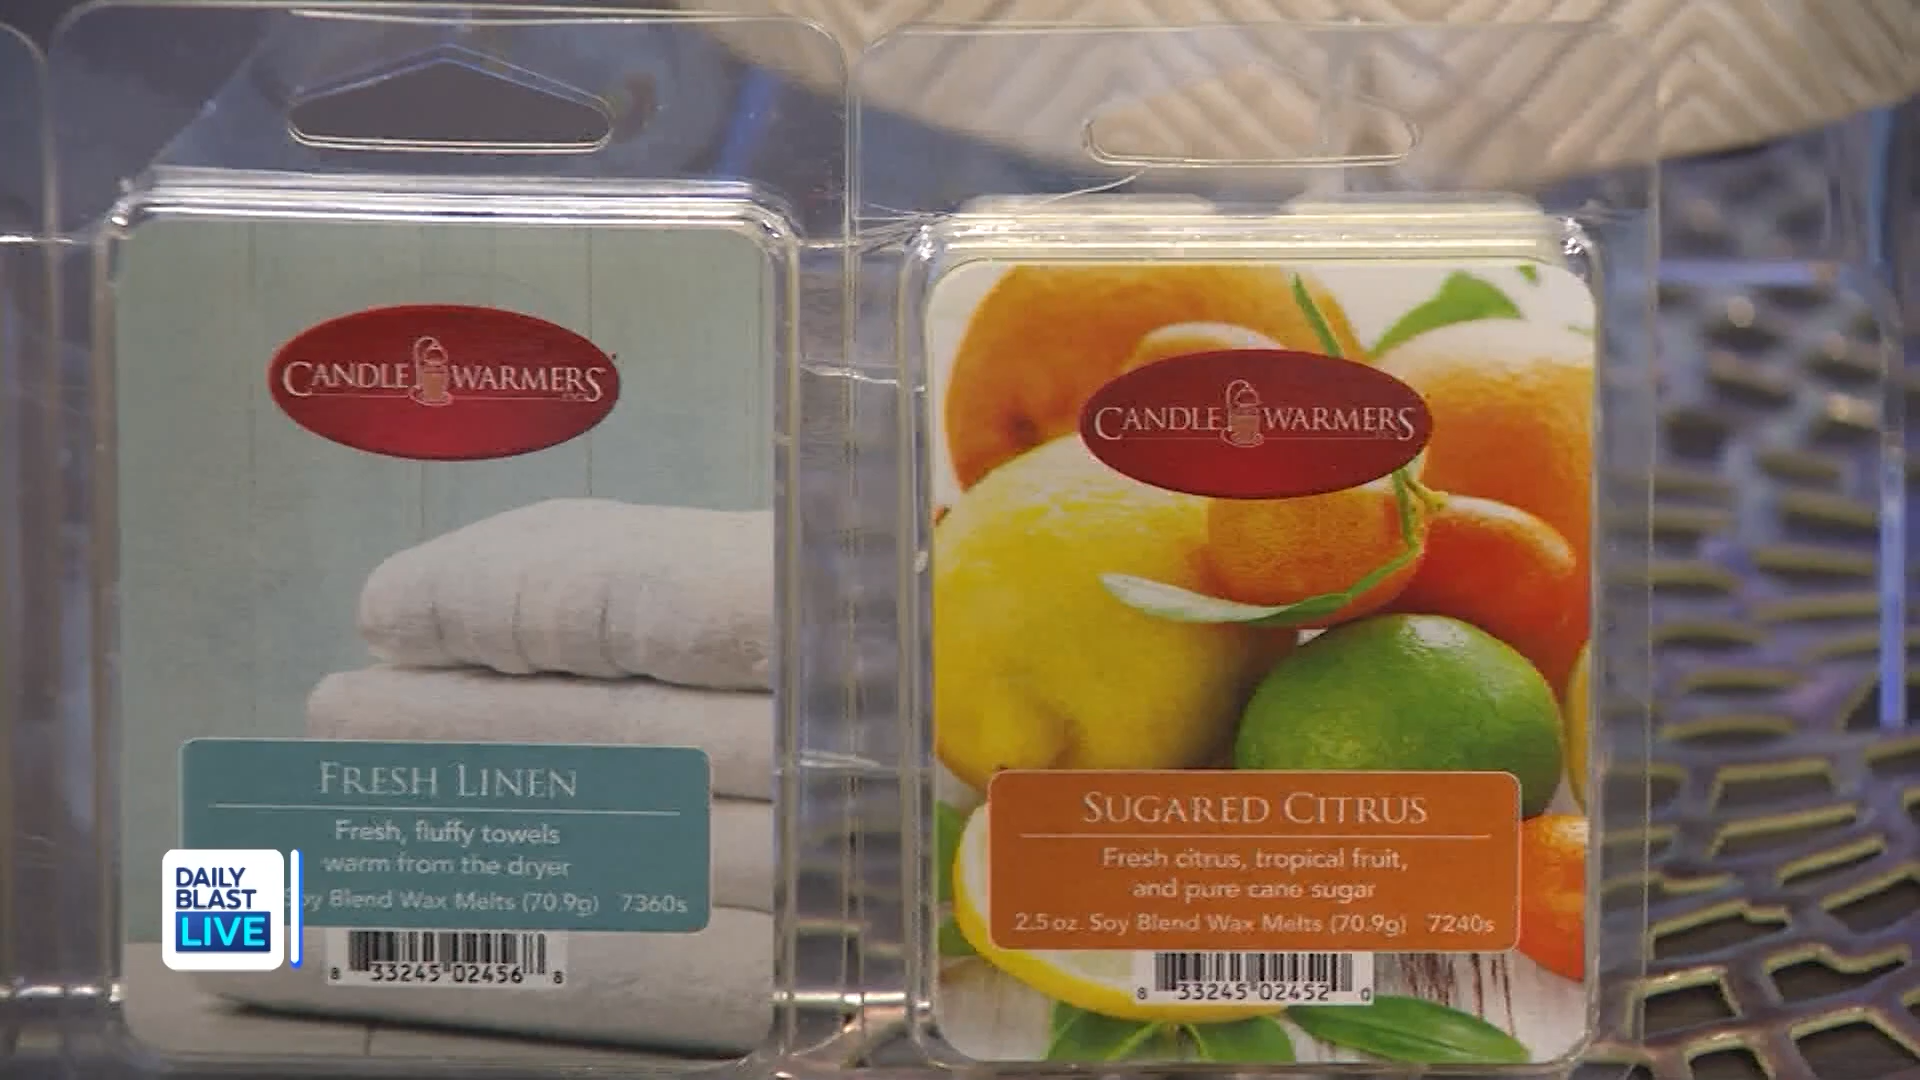 CANDLE WARMERS
FRESH LINEN
Fresh, fluffy towels
warm from the dryer
Soy Blend Wax Melts (70.9g) 7360s
8 33245 02456 8
CANDLE WARMERS
SUGARED CITRUS
Fresh citrus, tropical fruit,
and pure cane sugar
2.5 oz. Soy Blend Wax Melts (70.9g) 7240s
8 33245 02452 0
DAILY
BLAST
LIVE